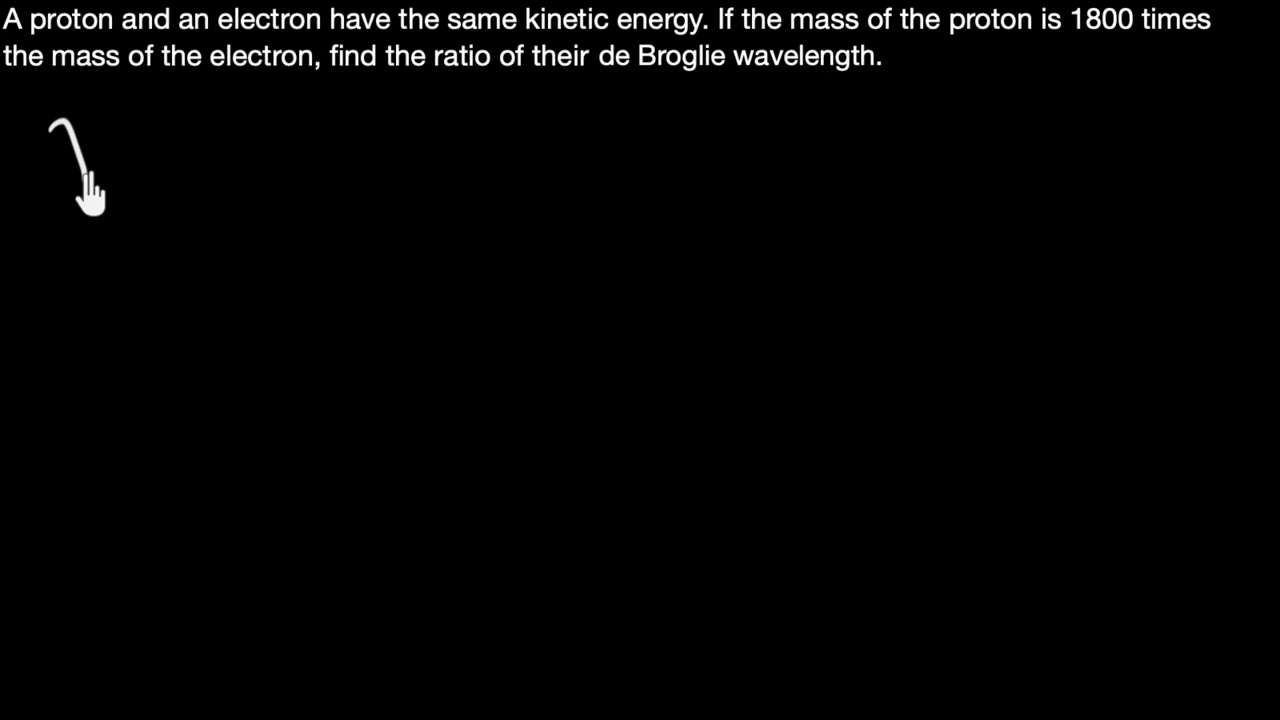 A proton and an electron have the same kinetic energy. If the mass of the proton is 1800 times
the mass of the electron, find the ratio of their de Broglie wavelength.